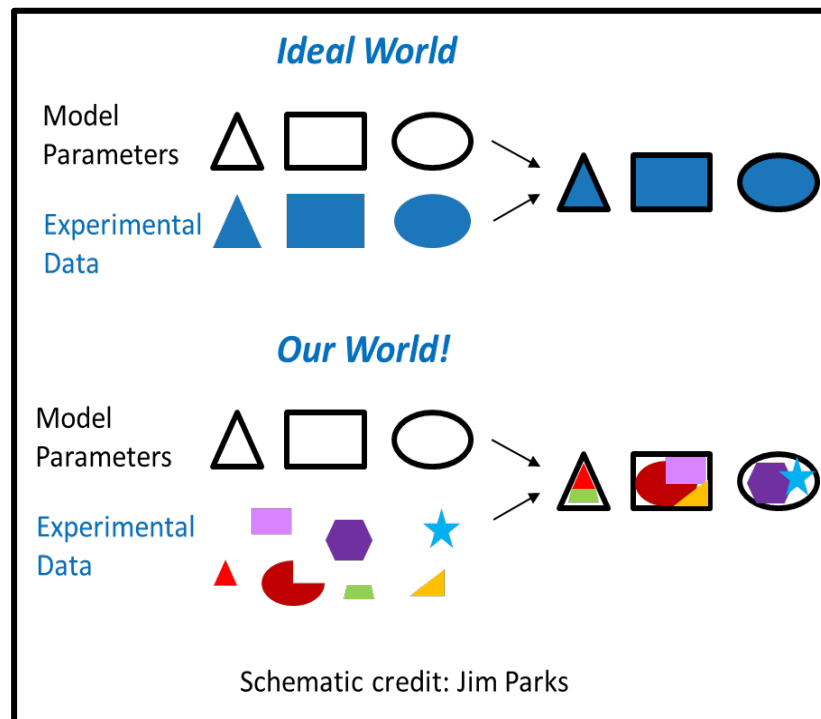 Ideal World
Model
Parameters
Experimental
Data
Our World!
Model
Parameters
Experimental
Data
Schematic credit: Jim Parks